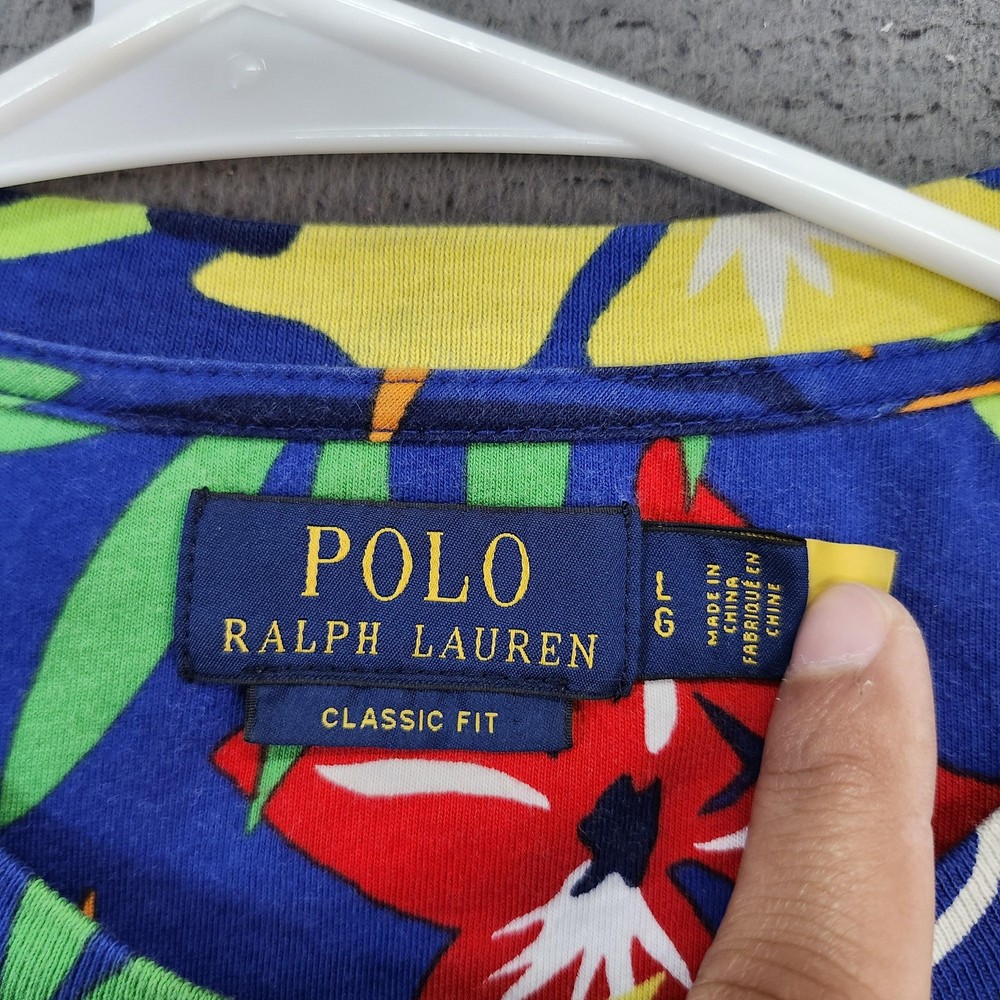 POLO
RALPH LAUREN
CLASSIC FIT
L
G
MADE IN
CHINA
FABRIQUÉ EN
CHINE